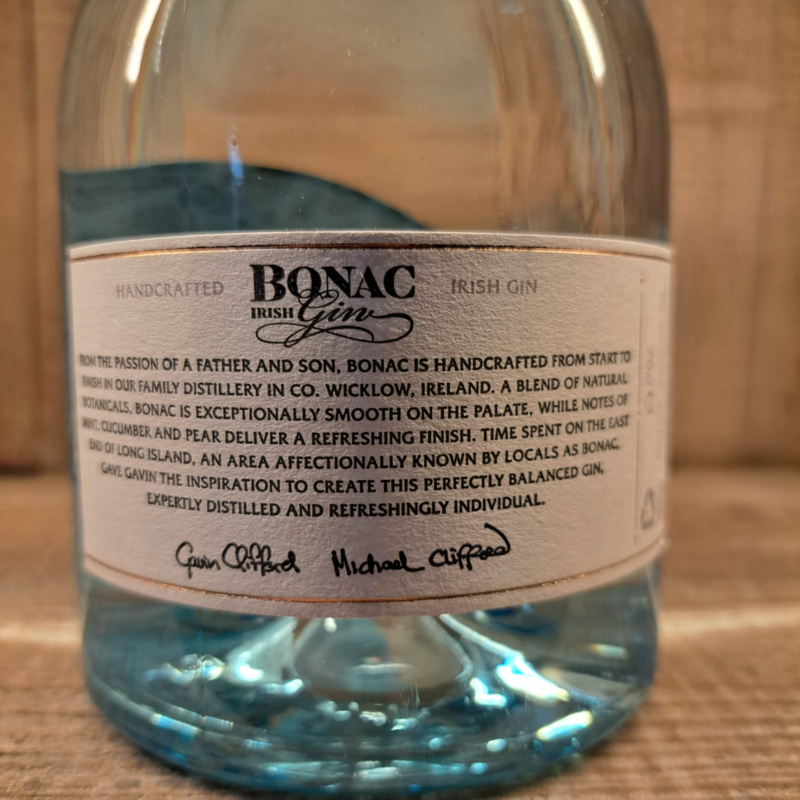 HANDCRAFTED BONAC IRISH GIN
IRISH Gin
FROM THE PASSION OF A FATHER AND SON, BONAC IS HANDCRAFTED FROM START TO
FINISH IN OUR FAMILY DISTILLERY IN CO. WICKLOW, IRELAND. A BLEND OF NATURAL
BOTANICALS, BONAC IS EXCEPTIONALLY SMOOTH ON THE PALATE, WHILE NOTES OF
MINT, CUCUMBER AND PEAR DELIVER A REFRESHING FINISH. TIME SPENT ON THE EAST
END OF LONG ISLAND, AN AREA AFFECTIONALLY KNOWN BY LOCALS AS BONAC,
GAVE GAVIN THE INSPIRATION TO CREATE THIS PERFECTLY BALANCED GIN,
EXPERTLY DISTILLED AND REFRESHINGLY INDIVIDUAL.
Gavin Clifford Michael Clifford